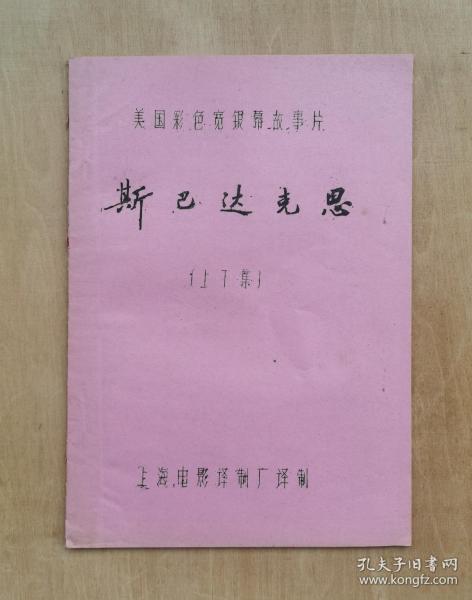 美国彩色宽银幕故事片
斯巴达克思
(上下集)
上海电影译制厂译制
孔夫子旧书网
www.kongfz.com